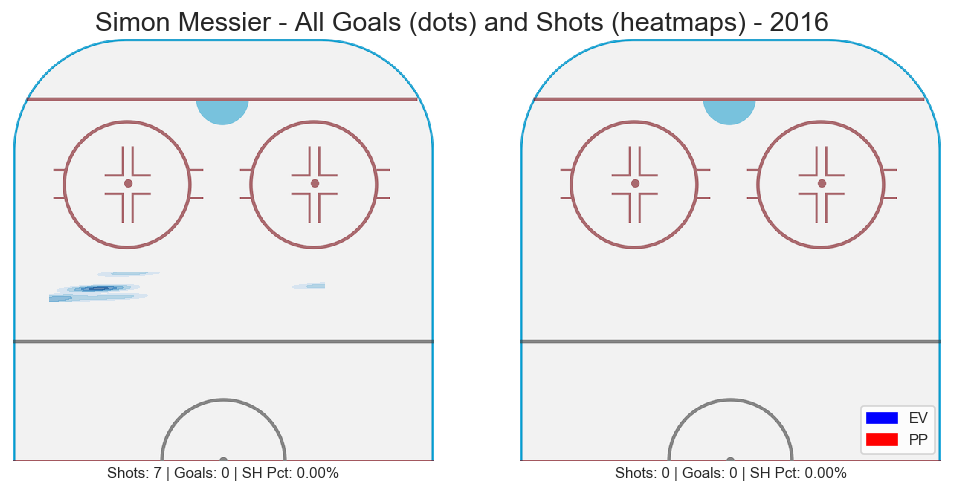 Simon Messier - All Goals (dots) and Shots (heatmaps) - 2016
EV
PP
Shots: 7 | Goals: 0 | SH Pct: 0.00%
Shots: 0 | Goals: 0 | SH Pct: 0.00%